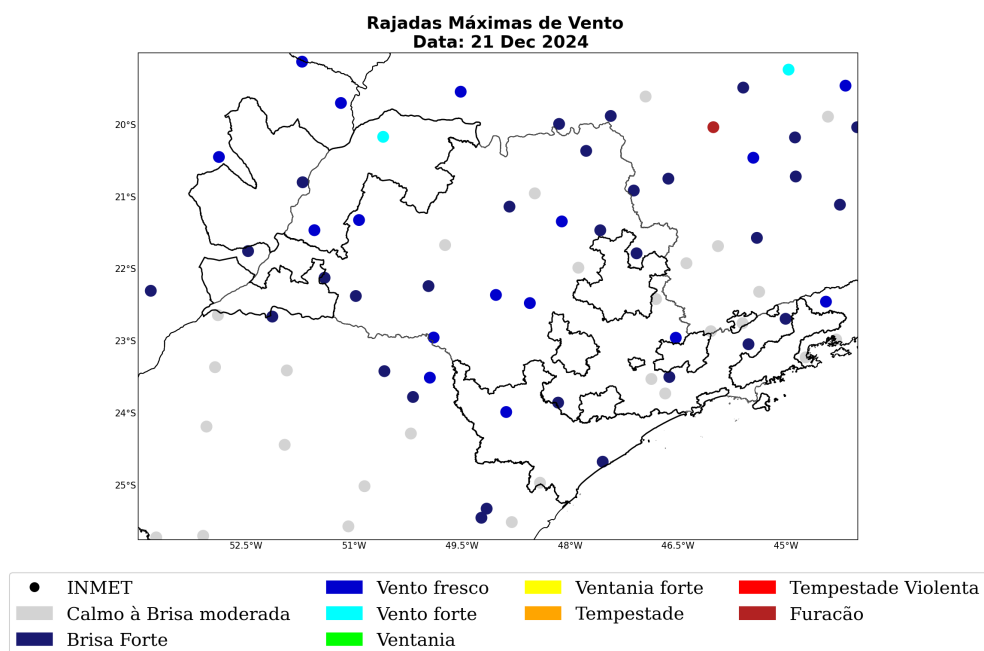 Rajadas Máximas de Vento
Data: 21 Dec 2024
20°S
21°S
22°S
23°S
24°S
25°S
52.5°W 51°W 49.5°W 48°W 46.5°W 45°W
INMET Vento fresco Ventania forte Tempestade Violenta
Calmo à Brisa moderada Vento forte Tempestade Furacão
Brisa Forte Ventania